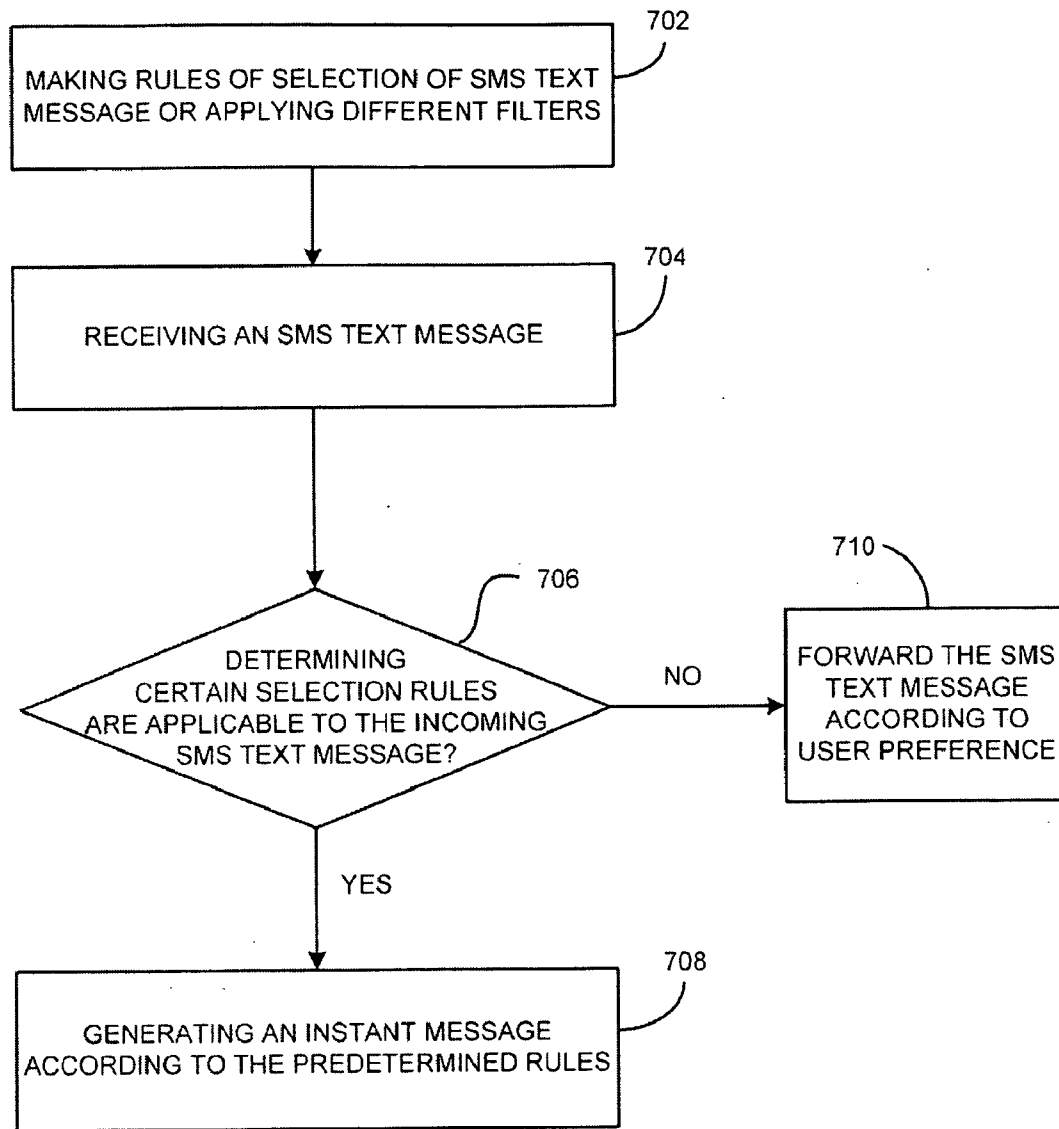 702
MAKING RULES OF SELECTION OF SMS TEXT
MESSAGE OR APPLYING DIFFERENT FILTERS
704
RECEIVING AN SMS TEXT MESSAGE
706
DETERMINING
CERTAIN SELECTION RULES
ARE APPLICABLE TO THE INCOMING
SMS TEXT MESSAGE?
NO
710
FORWARD THE SMS
TEXT MESSAGE
ACCORDING TO
USER PREFERENCE
YES
708
GENERATING AN INSTANT MESSAGE
ACCORDING TO THE PREDETERMINED RULES